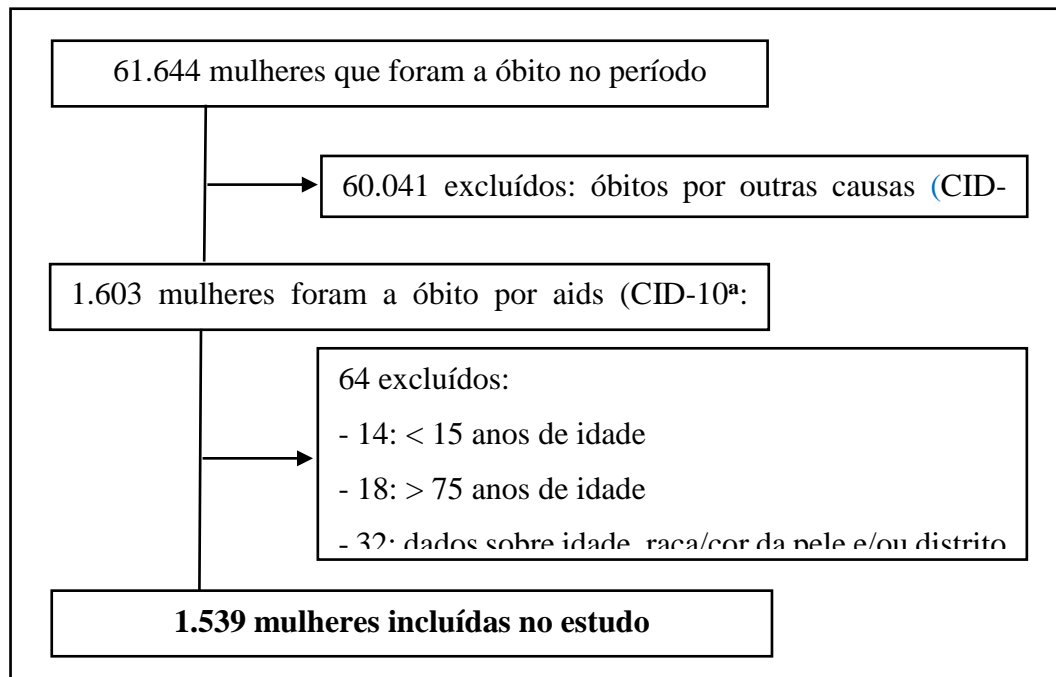 61.644 mulheres que foram a óbito no período
60.041 excluídos: óbitos por outras causas (CID-
1.603 mulheres foram a óbito por aids (CID-10ª:
64 excluídos:
- 14: < 15 anos de idade
- 18: > 75 anos de idade
- 32: dados sobre idade, raça/cor da pele e/ou distrito
1.539 mulheres incluídas no estudo